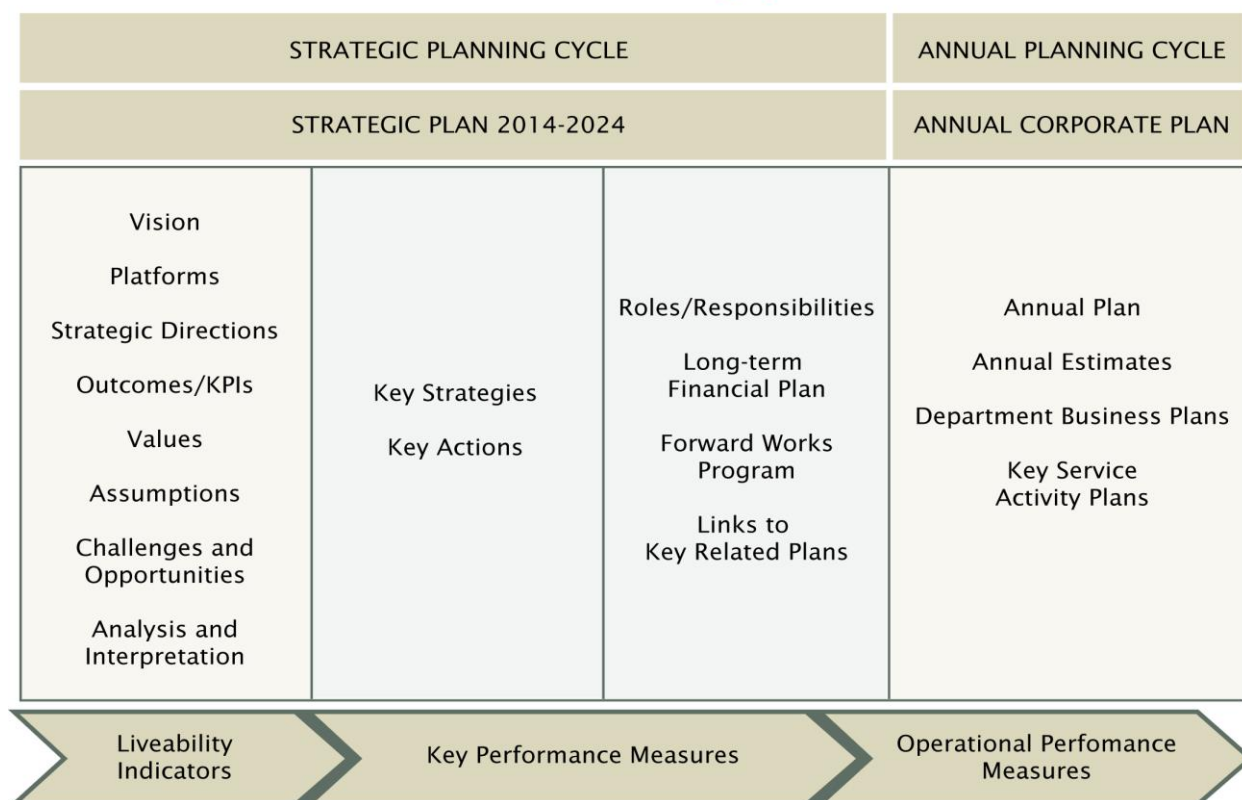 STRATEGIC PLANNING CYCLE
ANNUAL PLANNING CYCLE
STRATEGIC PLAN 2014-2024
ANNUAL CORPORATE PLAN
Vision
Platforms
Strategic Directions
Outcomes/KPIs
Values
Assumptions
Challenges and
Opportunities
Analysis and
Interpretation
Key Strategies
Key Actions
Roles/Responsibilities
Long-term
Financial Plan
Forward Works
Program
Links to
Key Related Plans
Annual Plan
Annual Estimates
Department Business Plans
Key Service
Activity Plans
Liveability
Indicators
Key Performance Measures
Operational Perfomance
Measures